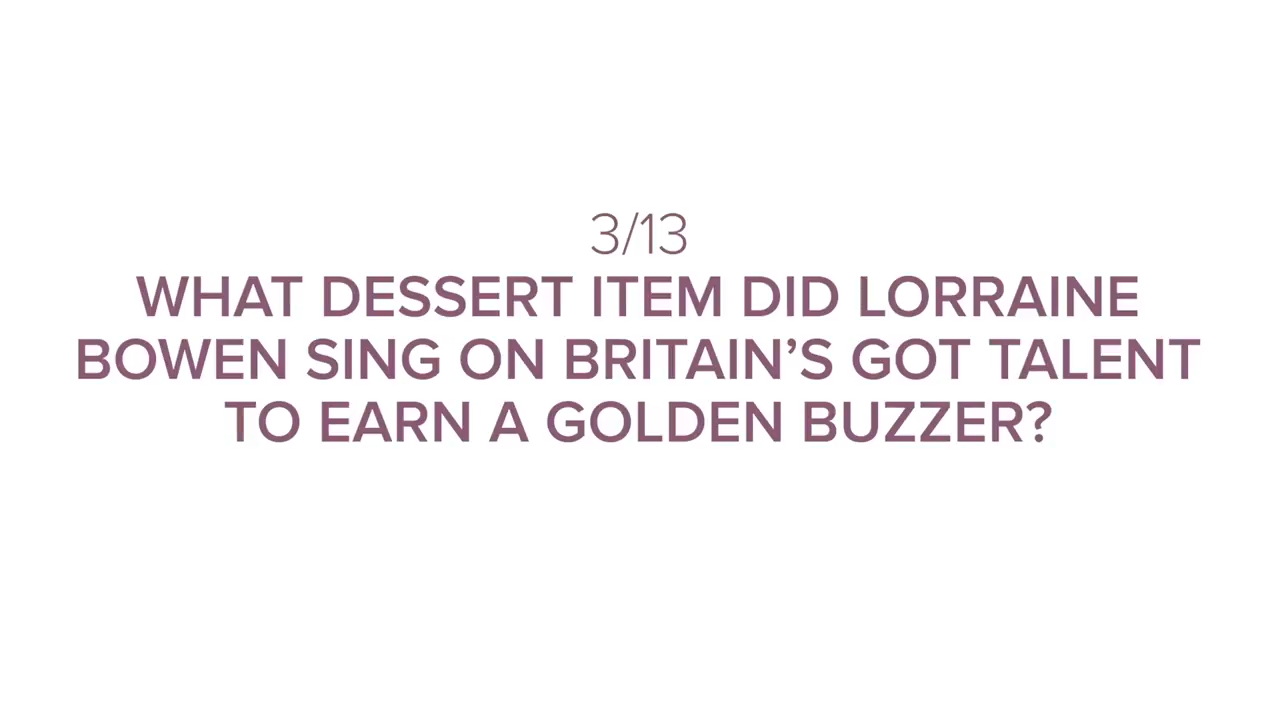 3/13
WHAT DESSERT ITEM DID LORRAINE
BOWEN SING ON BRITAIN’S GOT TALENT
TO EARN A GOLDEN BUZZER?